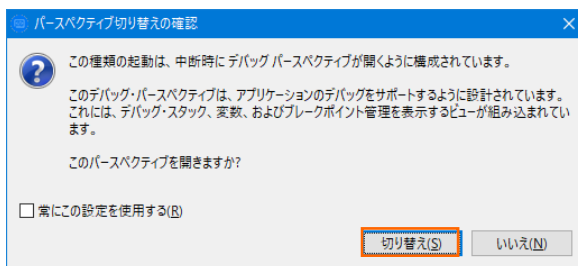 パースペクティブ切り替えの確認
この種類の起動は、中断時に デバッグ パースペクティブが開くように構成されています。
このデバッグ・パースペクティブは、アプリケーションのデバッグをサポートするように設計されています。
これには、デバッグ・スタック、変数、およびブレークポイント管理を表示するビューが組み込まれてい
ます。
このパースペクティブを開きますか?
常にこの設定を使用する(R)
切り替え(S) いいえ(N)